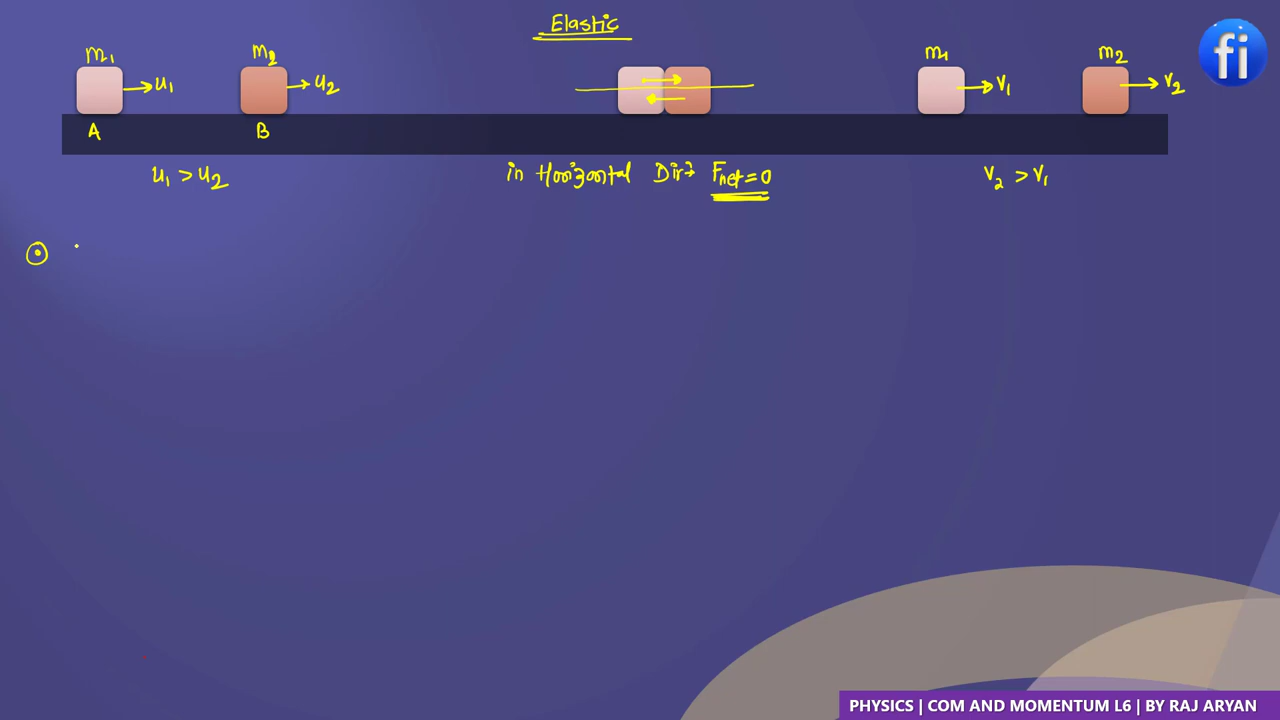 Elastic
m₁ m₂ m₁ m₂
→u₁ →u₂ →v₁ →v₂
A B
u₁ > u₂ in Horizontal Dirⁿ Fnet = 0 v₂ > v₁
fi
PHYSICS | COM AND MOMENTUM L6 | BY RAJ ARYAN